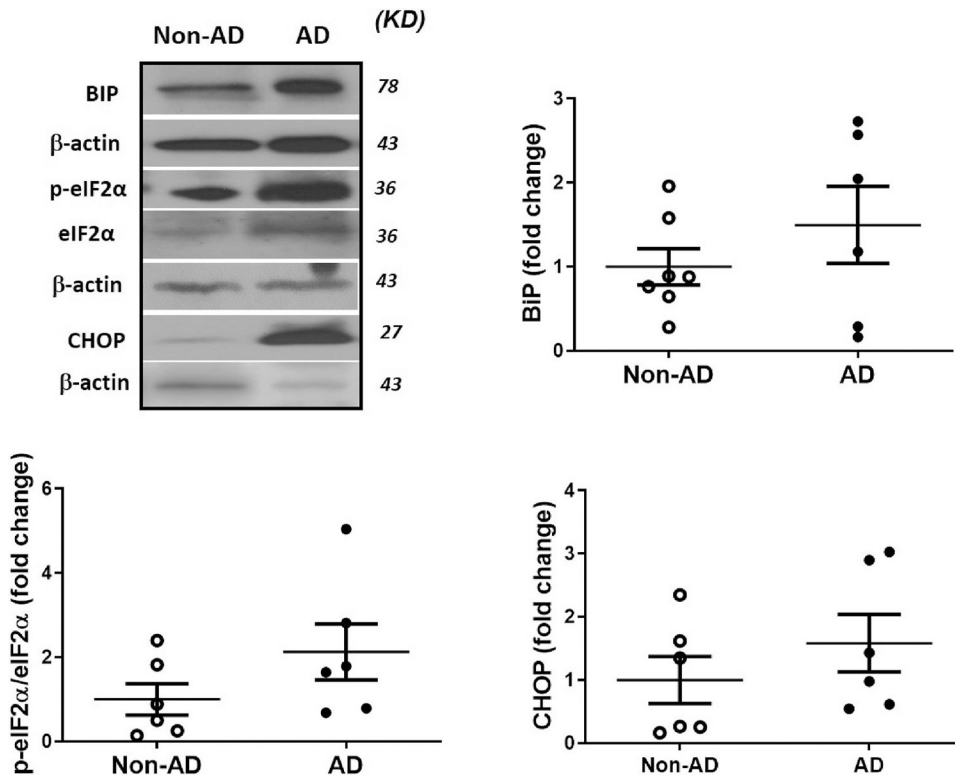 (KD)
Non-AD AD
BIP 78
β-actin 43
p-eIF2α 36
eIF2α 36
β-actin 43
CHOP 27
β-actin 43
BiP (fold change)
3
2
1
0
Non-AD AD
p-eIF2α/eIF2α (fold change)
6
4
2
0
Non-AD AD
CHOP (fold change)
4
3
2
1
0
Non-AD AD